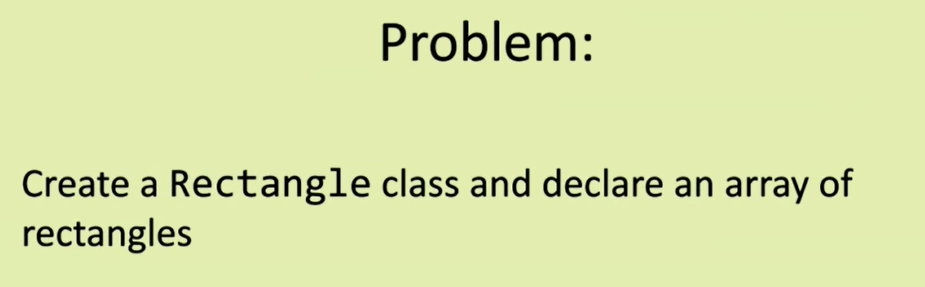 Problem:
Create a Rectangle class and declare an array of
rectangles